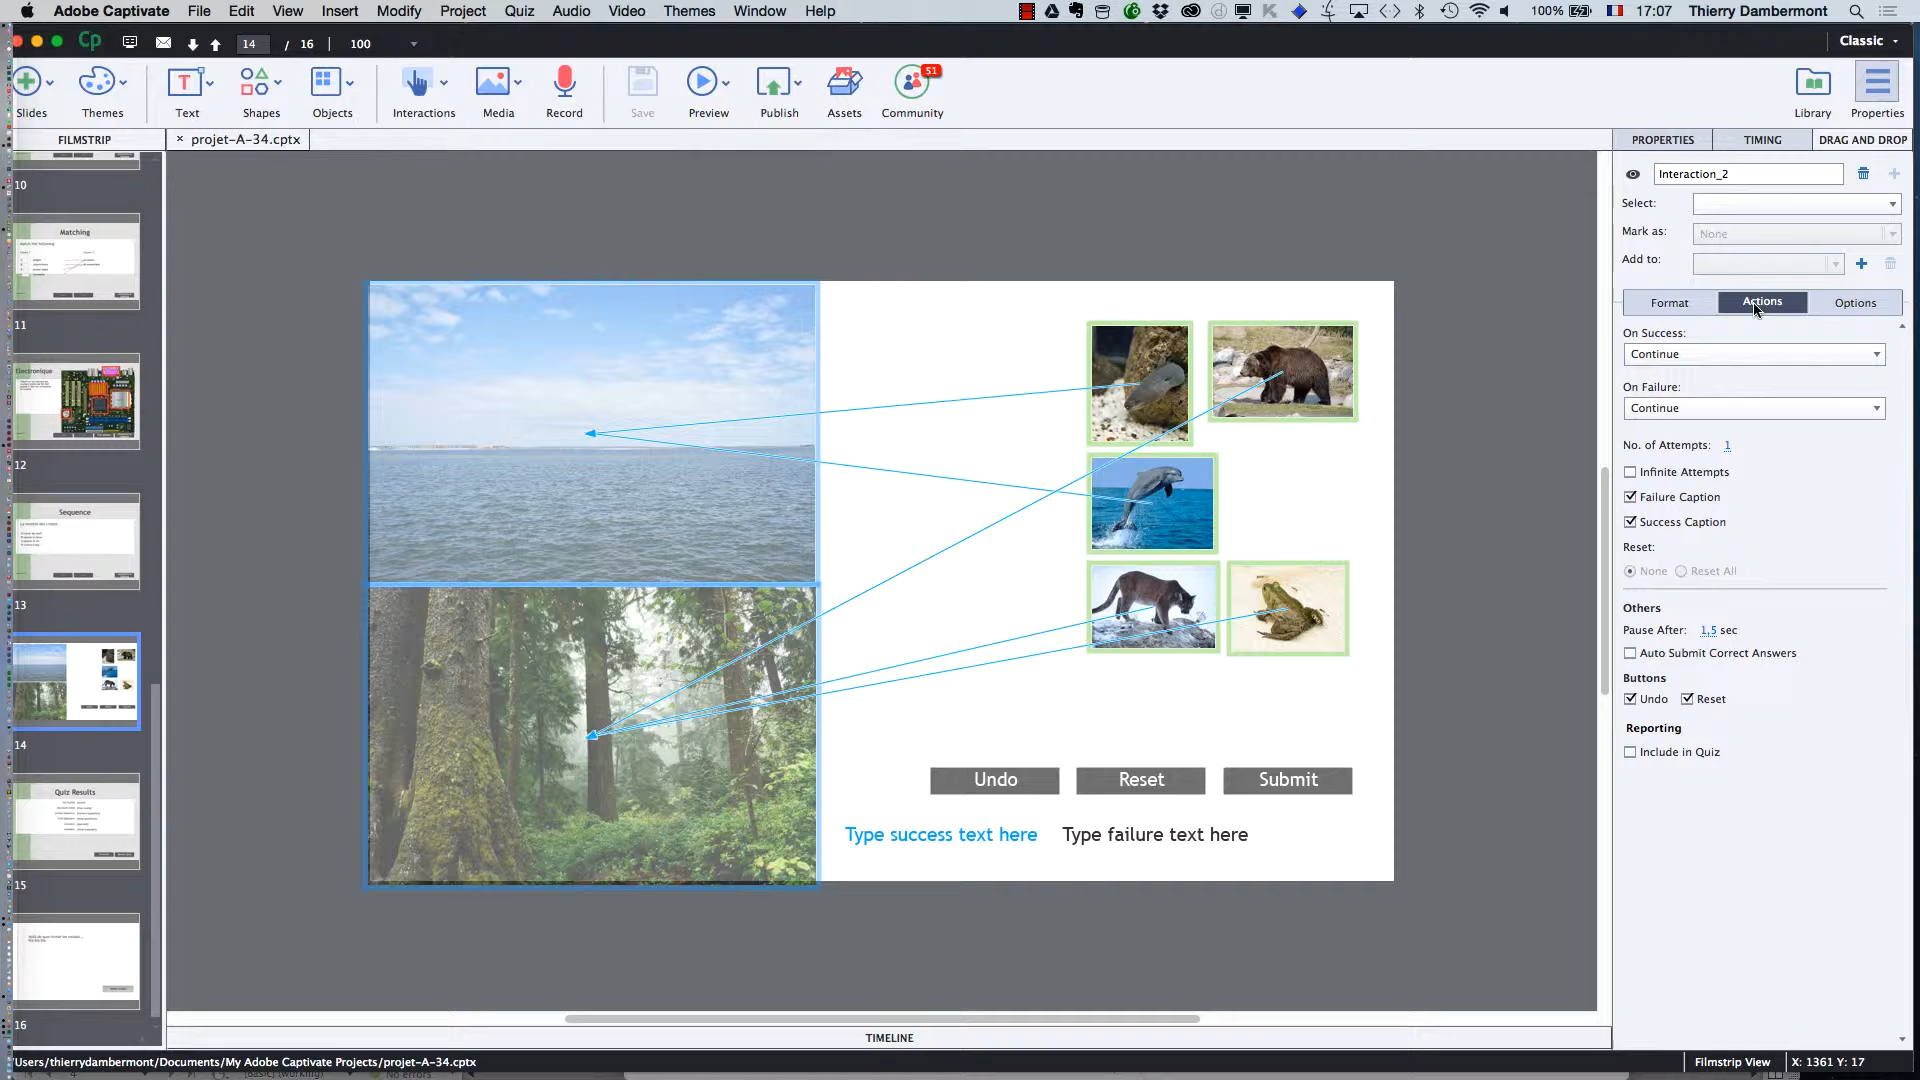 Adobe Captivate File Edit View Insert Modify Project Quiz Audio Video Themes Window Help 100% 17:07 Thierry Dambermont
Cp 14 / 16 100 Classic
Slides Themes Text Shapes Objects Interactions Media Record Save Preview Publish Assets Community 51 Library Properties
FILMSTRIP × projet-A-34.cptx PROPERTIES TIMING DRAG AND DROP
Interaction_2
Select:
Mark as: None
Add to:
Format Actions Options
On Success:
Continue
On Failure:
Continue
No. of Attempts: 1
Infinite Attempts
Failure Caption
Success Caption
Reset:
None Reset All
Others
Pause After: 1,5 sec
Auto Submit Correct Answers
Buttons
Undo Reset
Reporting
Include in Quiz
10
Matching
11
Electronique
12
Sequence
13
14
Quiz Results
15
16
Undo Reset Submit
Type success text here Type failure text here
TIMELINE
/Users/thierrydambermont/Documents/My Adobe Captivate Projects/projet-A-34.cptx Filmstrip View X: 1361 Y: 17